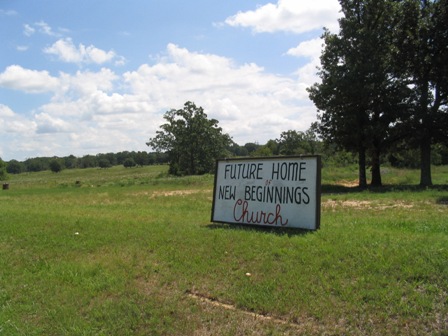 FUTURE HOME
OF
NEW BEGINNINGS
Church